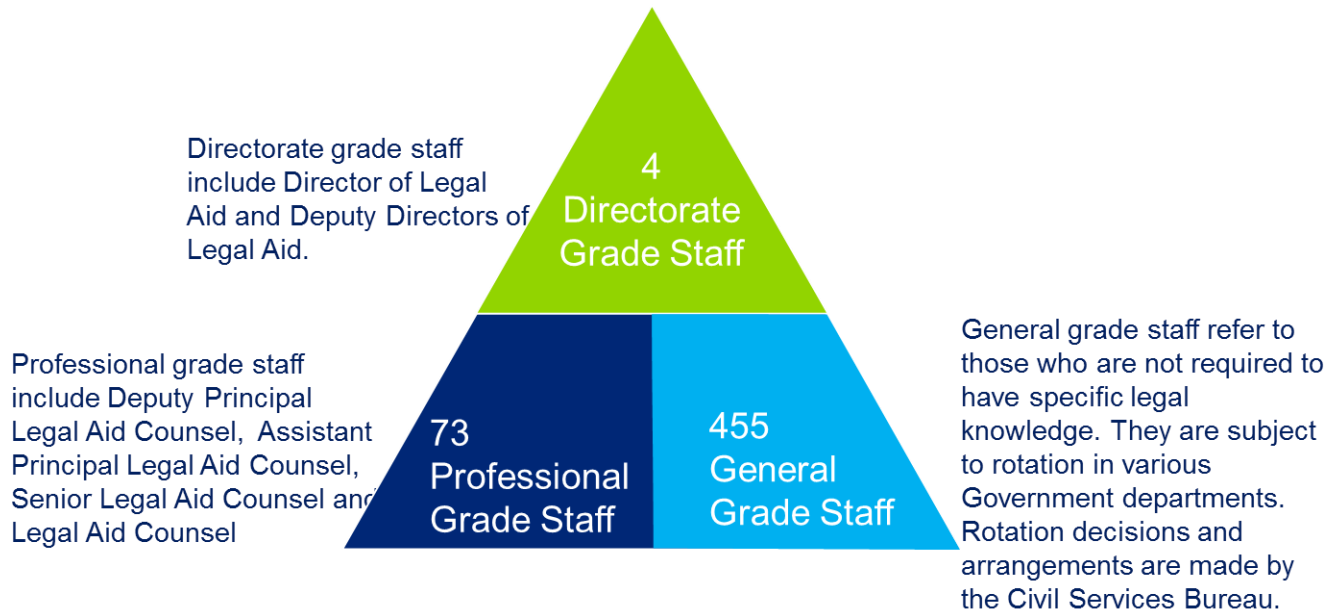 Directorate grade staff
include Director of Legal
Aid and Deputy Directors of
Legal Aid.
4
Directorate
Grade Staff
Professional grade staff
include Deputy Principal
Legal Aid Counsel, Assistant
Principal Legal Aid Counsel,
Senior Legal Aid Counsel and
Legal Aid Counsel
73
Professional
Grade Staff
455
General
Grade Staff
General grade staff refer to
those who are not required to
have specific legal
knowledge. They are subject
to rotation in various
Government departments.
Rotation decisions and
arrangements are made by
the Civil Services Bureau.